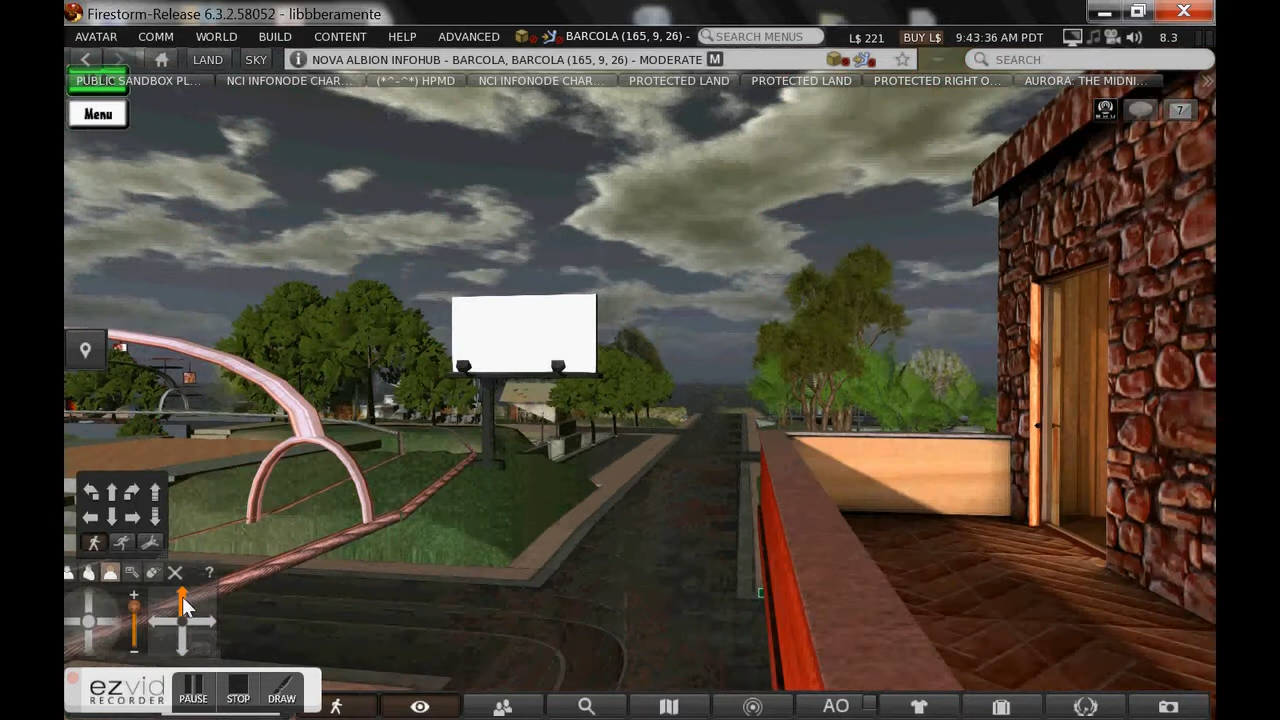 Firestorm-Release 6.3.2.58052 - libbberamente
AVATAR COMM WORLD BUILD CONTENT HELP ADVANCED BARCOLA (165, 9, 26) - SEARCH MENUS L$ 221 BUY L$ 9:43:36 AM PDT 8.3
LAND SKY NOVA ALBION INFOHUB - BARCOLA, BARCOLA (165, 9, 26) - MODERATE M SEARCH
PUBLIC SANDBOX PL... NCI INFONODE CHAR... (*^-^*) HPMD NCI INFONODE CHAR... PROTECTED LAND PROTECTED LAND PROTECTED RIGHT O... AURORA: THE MIDNI...
Menu
7
?
+
ezvid
RECORDER
PAUSE STOP DRAW
AO